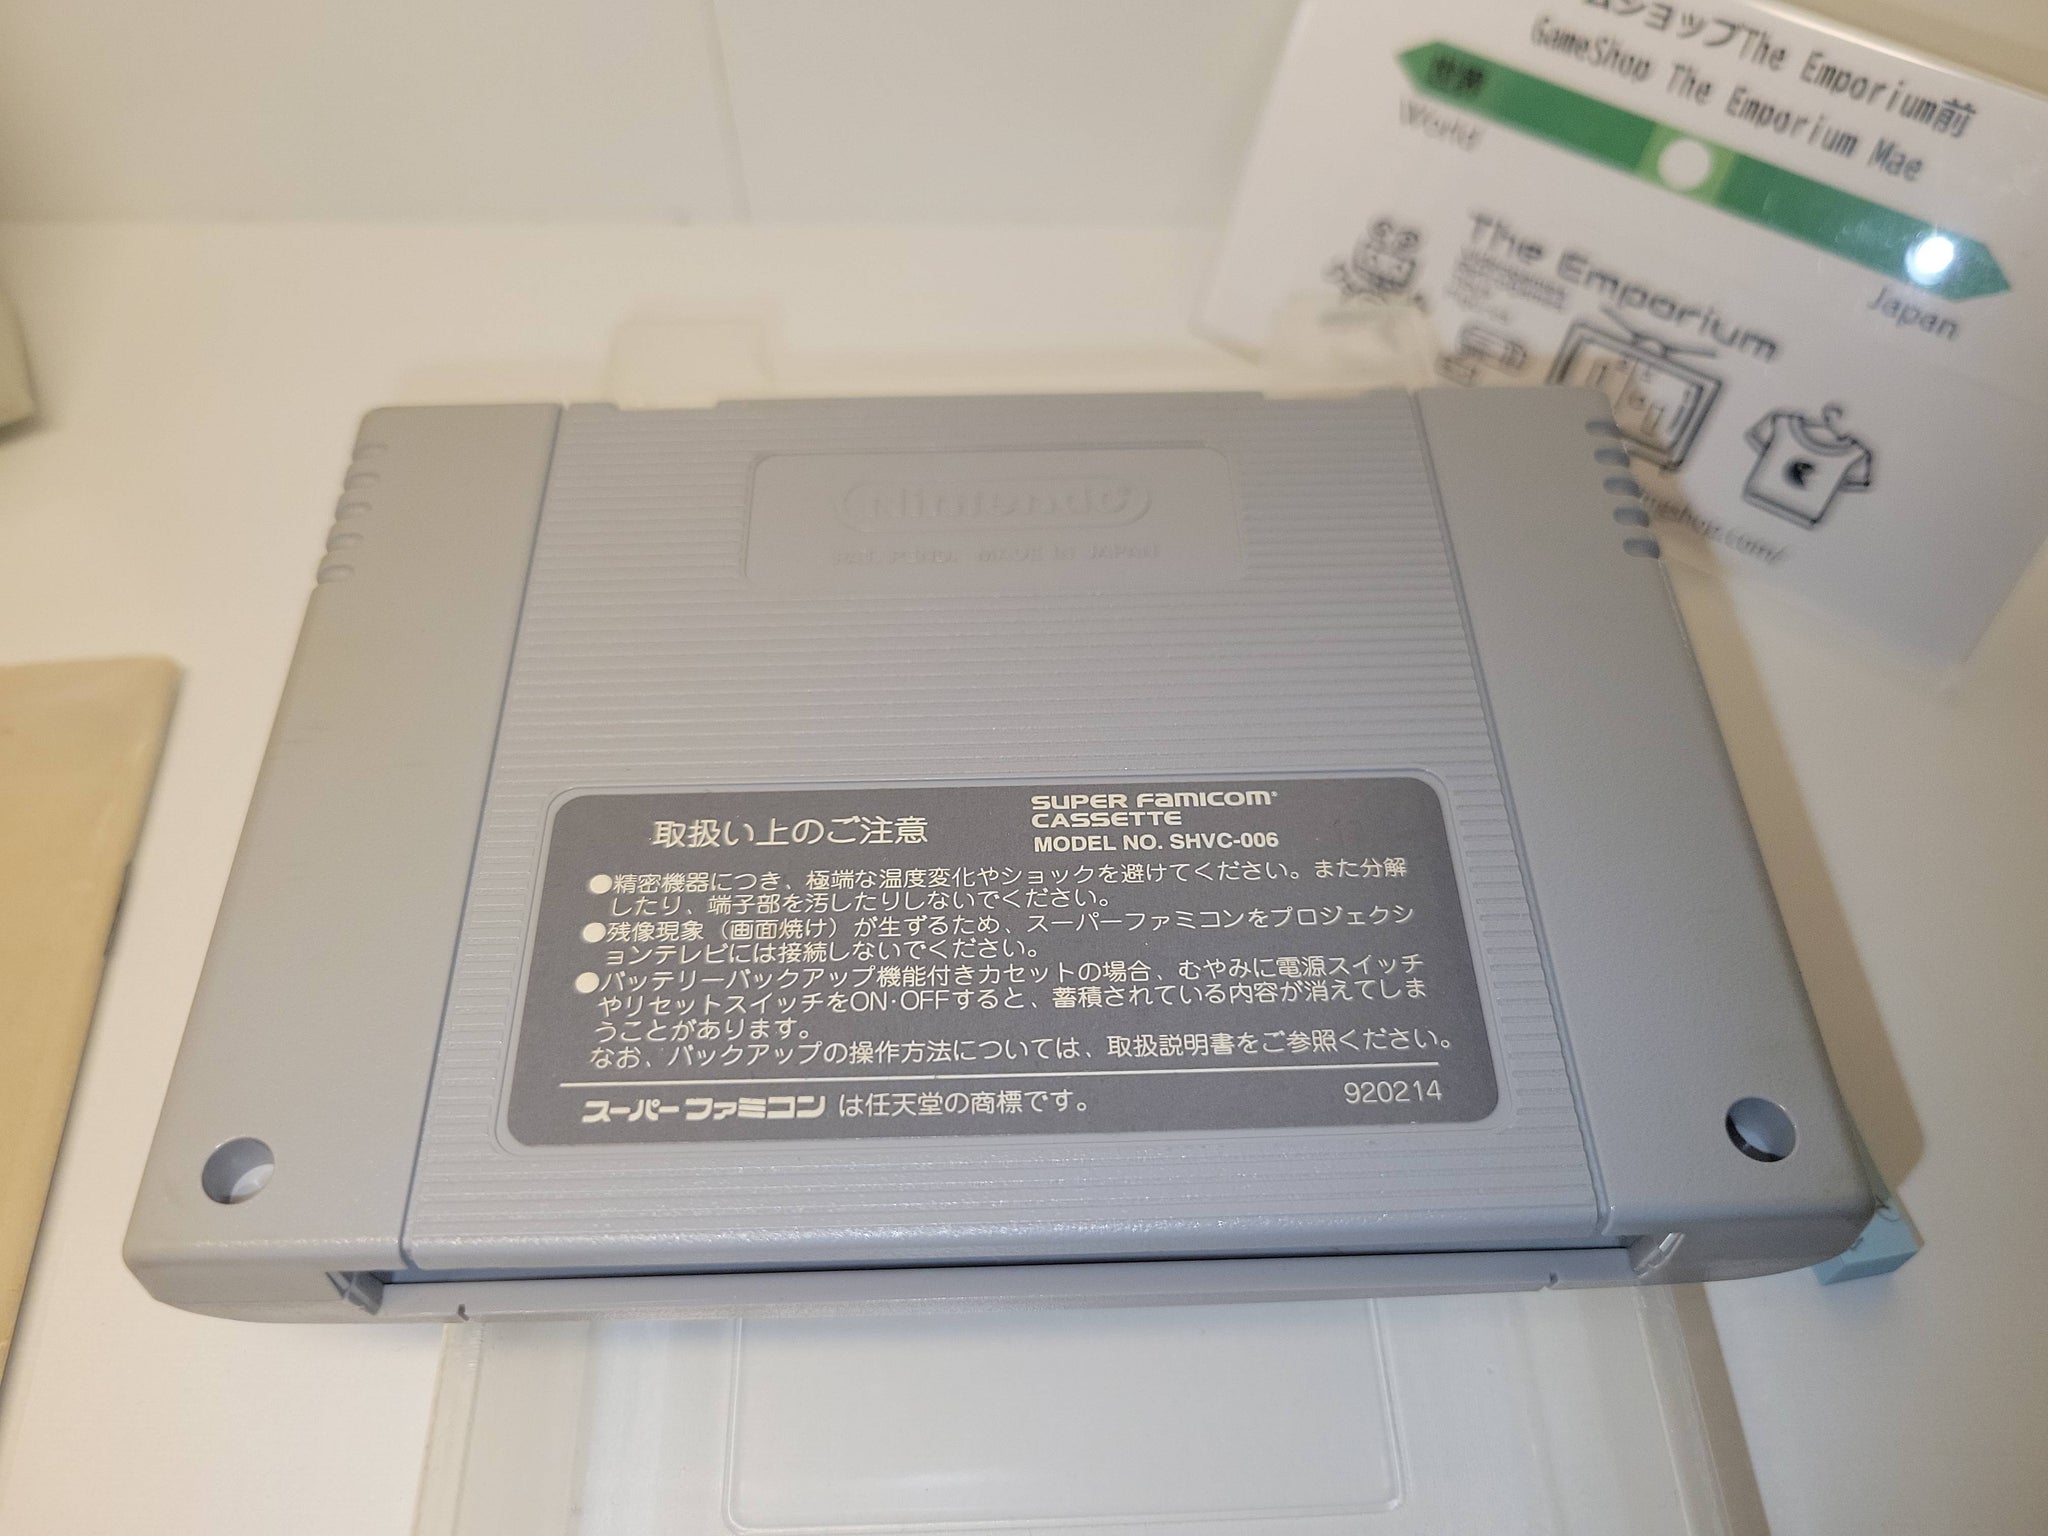 ムショップThe Emporium前
GameShop The Emporium Mae
世界
World
Japan
The Emporium
Nintendo
PAT. PEND. MADE IN JAPAN
取扱い上のご注意
SUPER FAMICOM
CASSETTE
MODEL NO. SHVC-006
●精密機器につき、極端な温度変化やショックを避けてください。また分解
したり、端子部を汚したりしないでください。
●残像現象（画面焼け）が生ずるため、スーパーファミコンをプロジェクシ
ョンテレビには接続しないでください。
●バッテリーバックアップ機能付きカセットの場合、むやみに電源スイッチ
やリセットスイッチをON·OFFすると、蓄積されている内容が消えてしま
うことがあります。
なお、バックアップの操作方法については、取扱説明書をご参照ください。
スーパーファミコン は任天堂の商標です。
920214